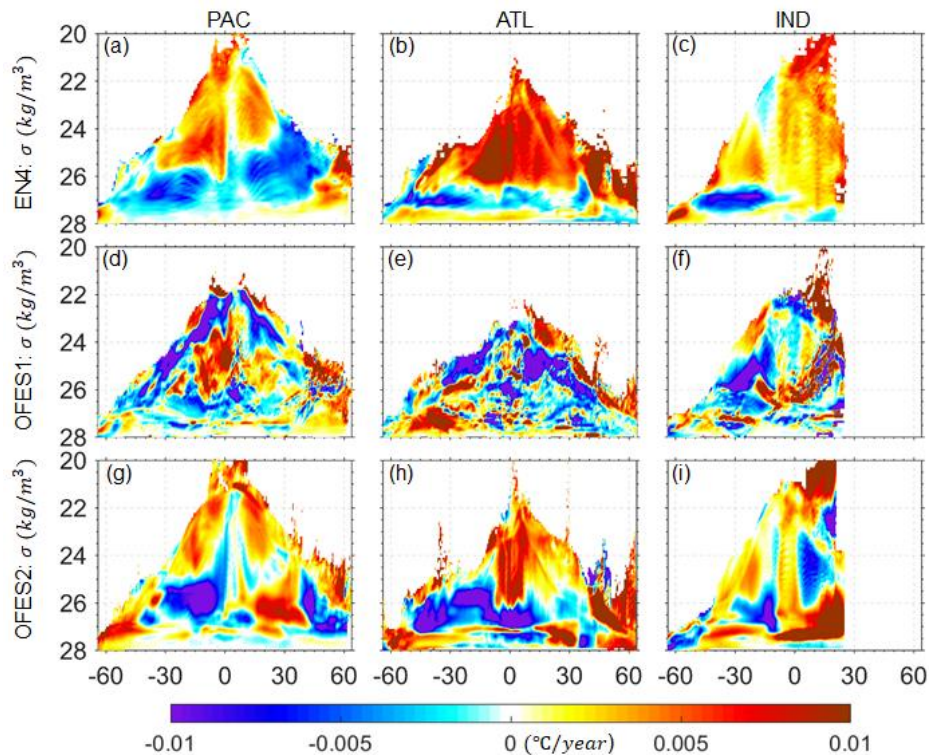 PAC ATL IND
(a) (b) (c)
EN4: σ (kg/m³)
20
22
24
26
28
(d) (e) (f)
OFES1: σ (kg/m³)
20
22
24
26
28
(g) (h) (i)
OFES2: σ (kg/m³)
20
22
24
26
28
-60 -30 0 30 60 -60 -30 0 30 60 -60 -30 0 30 60
-0.01 -0.005 0 (°C/year) 0.005 0.01